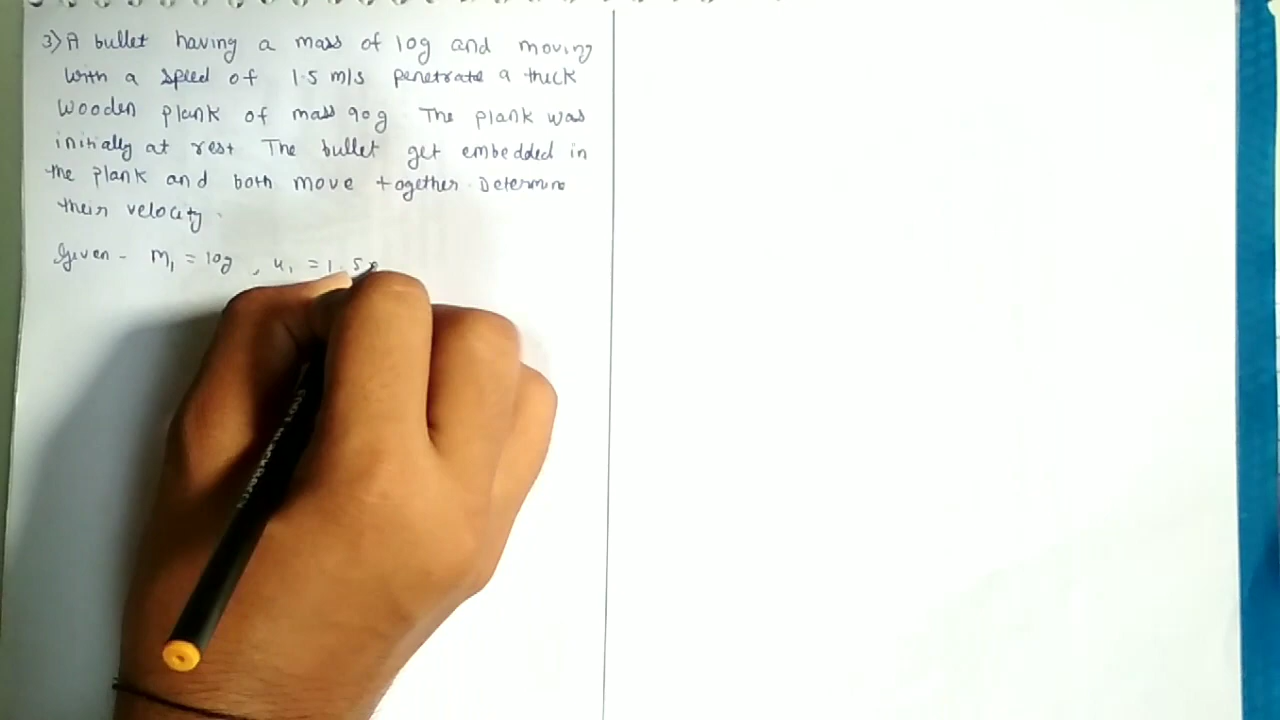 3) A bullet having a mass of 10g and moving
with a speed of 1.5 m/s penetrate a thick
wooden plank of mass 90g. The plank was
initially at rest The bullet get embedded in
the plank and both move together. Determine
their velocity.
Given - m₁ = 10g , u₁ = 1.5